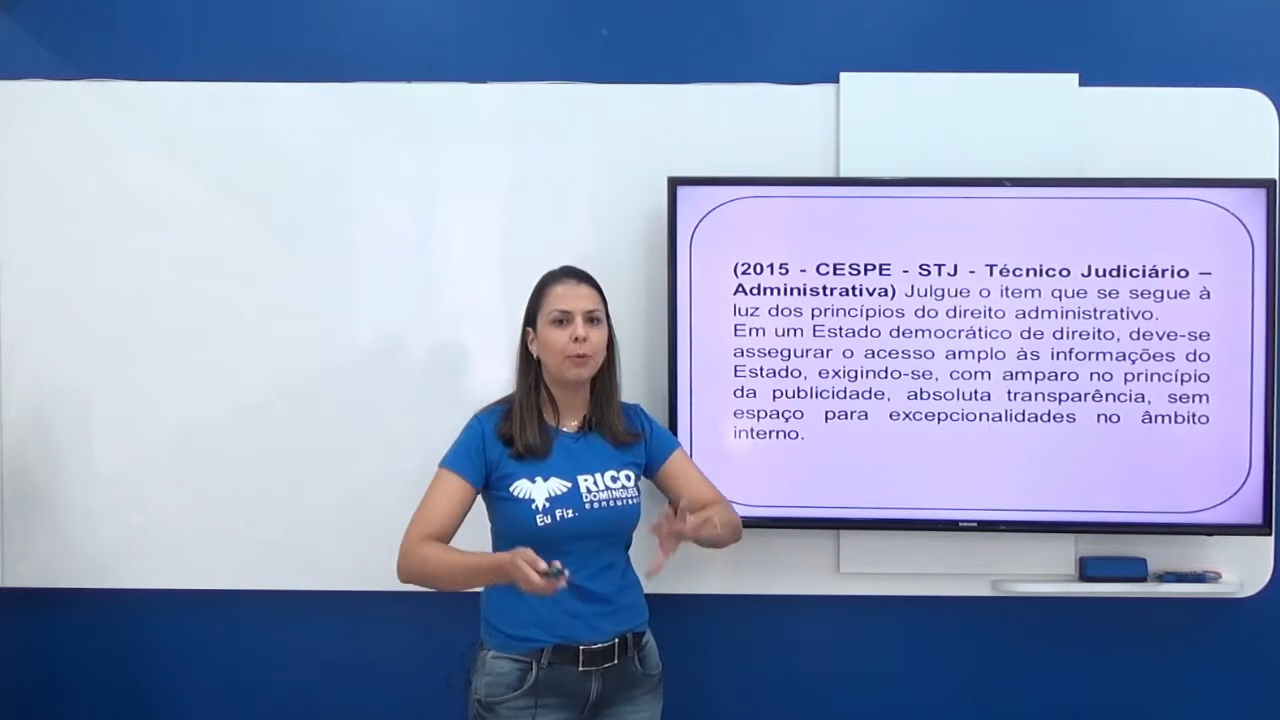 (2015 - CESPE - STJ - Técnico Judiciário –
Administrativa) Julgue o item que se segue à
luz dos princípios do direito administrativo.
Em um Estado democrático de direito, deve-se
assegurar o acesso amplo às informações do
Estado, exigindo-se, com amparo no princípio
da publicidade, absoluta transparência, sem
espaço para excepcionalidades no âmbito
interno.
SAMSUNG
RICO
DOMINGUES
concursos
Eu Fiz.